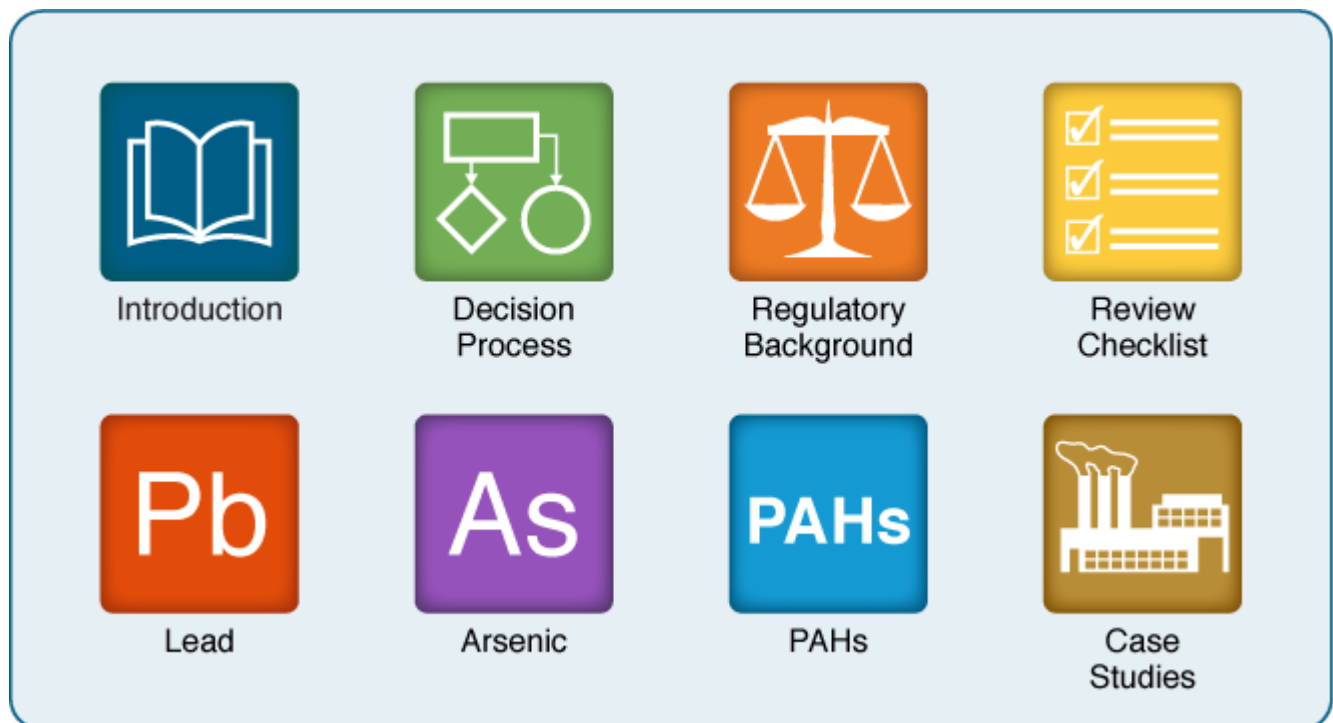 Introduction
Decision
Process
Regulatory
Background
Review
Checklist
Pb
As
PAHs
Lead
Arsenic
PAHs
Case
Studies